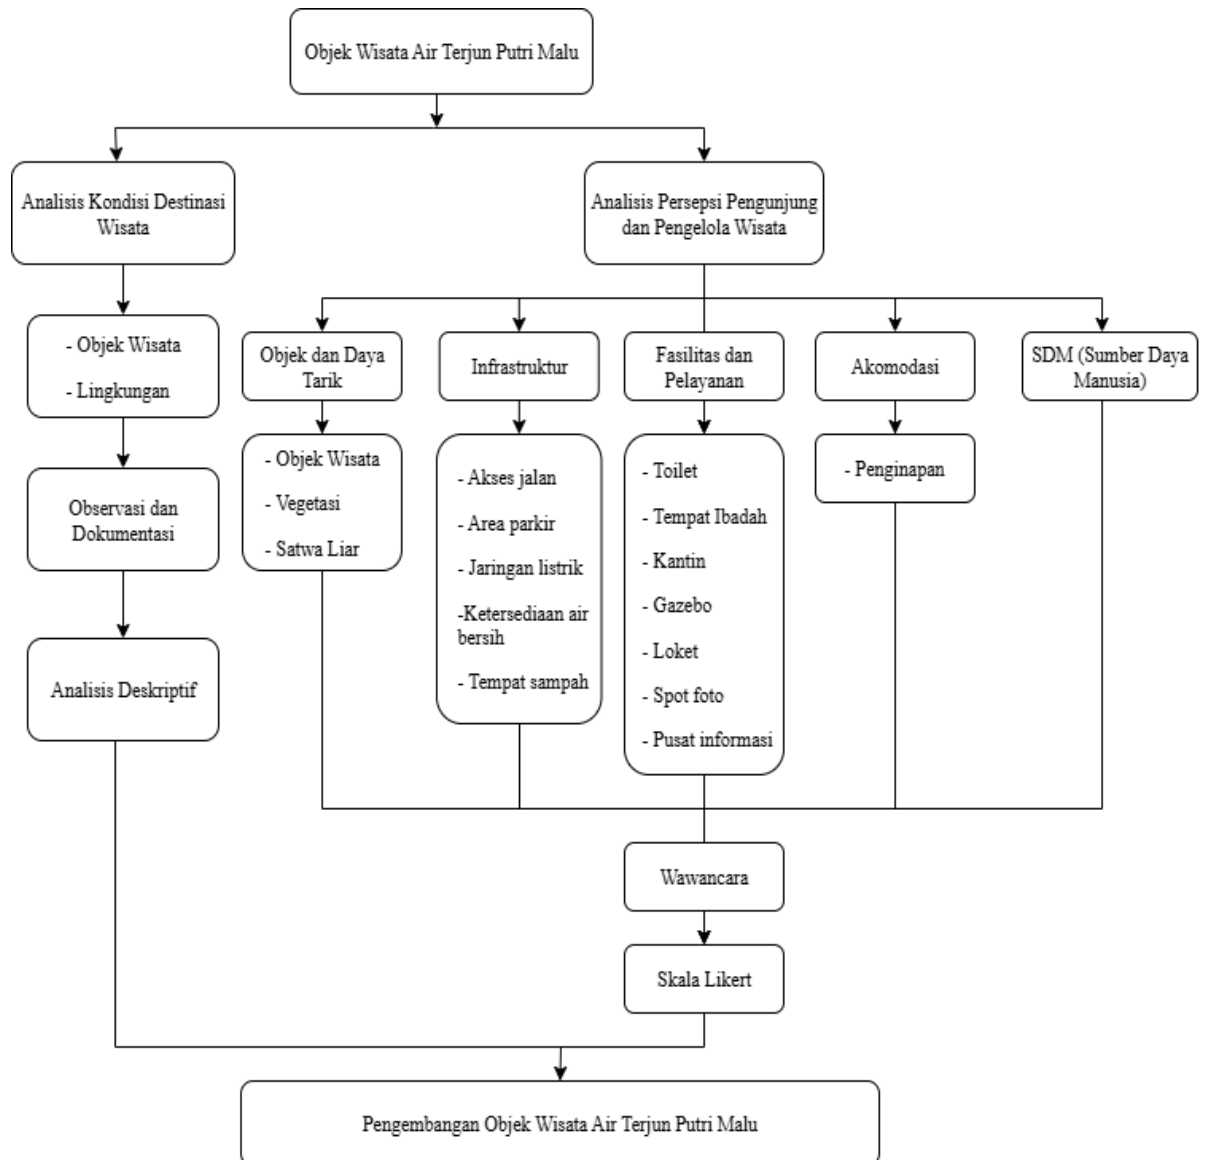 Objek Wisata Air Terjun Putri Malu
Analisis Kondisi Destinasi
Wisata
Analisis Persepsi Pengunjung
dan Pengelola Wisata
- Objek Wisata
- Lingkungan
Observasi dan
Dokumentasi
Analisis Deskriptif
Objek dan Daya
Tarik
- Objek Wisata
- Vegetasi
- Satwa Liar
Infrastruktur
- Akses jalan
- Area parkir
- Jaringan listrik
-Ketersediaan air
bersih
- Tempat sampah
Fasilitas dan
Pelayanan
- Toilet
- Tempat Ibadah
- Kantin
- Gazebo
- Loket
- Spot foto
- Pusat informasi
Akomodasi
- Penginapan
SDM (Sumber Daya
Manusia)
Wawancara
Skala Likert
Pengembangan Objek Wisata Air Terjun Putri Malu